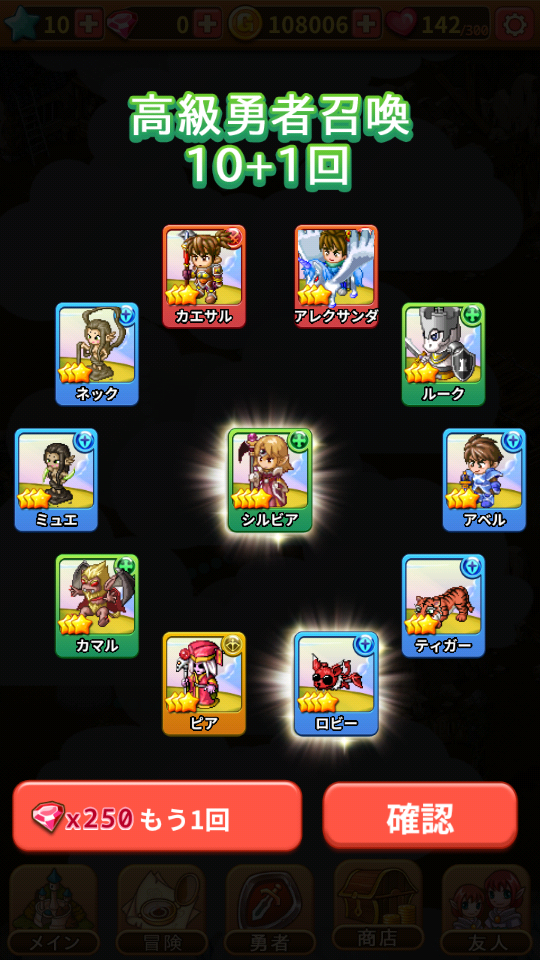 10
0
G
108006
142/300
高級勇者召喚
10+1回
カエサル
アレクサンダ
ネック
ルーク
ミュエ
シルビア
アベル
カマル
ティガー
ピア
ロビー
x250 もう1回
確認
メイン
冒険
勇者
商店
友人